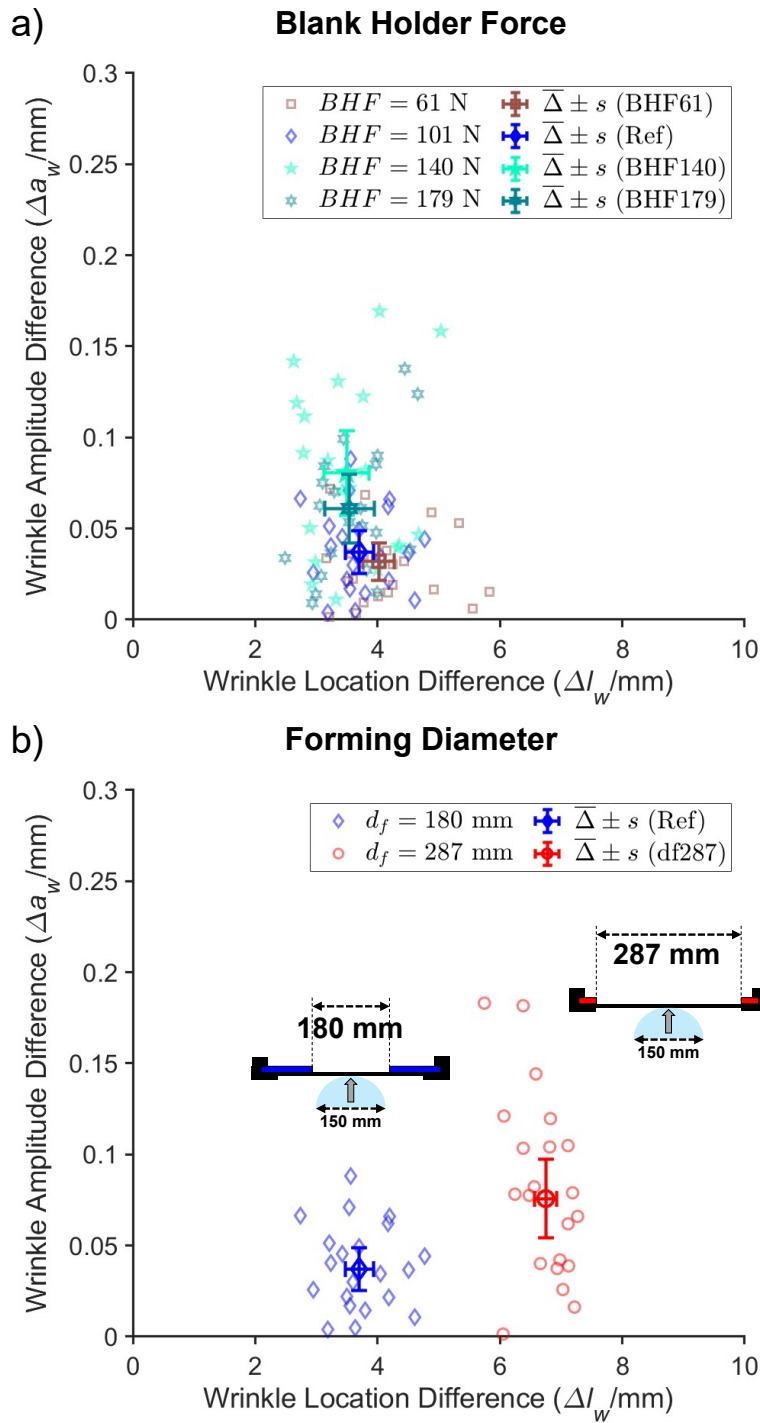 a)
Blank Holder Force
Wrinkle Amplitude Difference (Δa_w/mm)
0.3
0.25
0.2
0.15
0.1
0.05
0
BHF = 61 N
BHF = 101 N
BHF = 140 N
BHF = 179 N
Δ̅ ± s (BHF61)
Δ̅ ± s (Ref)
Δ̅ ± s (BHF140)
Δ̅ ± s (BHF179)
0 2 4 6 8 10
Wrinkle Location Difference (Δl_w/mm)
b)
Forming Diameter
Wrinkle Amplitude Difference (Δa_w/mm)
0.3
0.25
0.2
0.15
0.1
0.05
0
d_f = 180 mm
d_f = 287 mm
Δ̅ ± s (Ref)
Δ̅ ± s (df287)
287 mm
150 mm
180 mm
150 mm
0 2 4 6 8 10
Wrinkle Location Difference (Δl_w/mm)